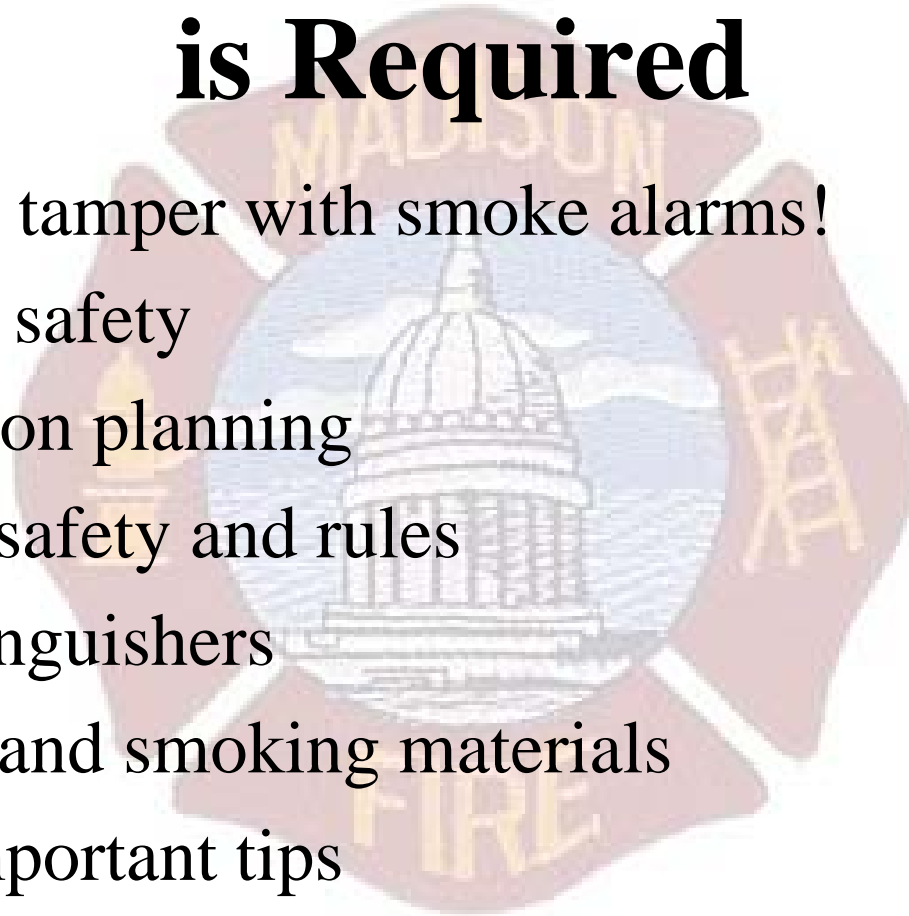 is Required
MADISON
tamper with smoke alarms!
safety
on planning
safety and rules
nguishers
and smoking materials
portant tips
FIRE